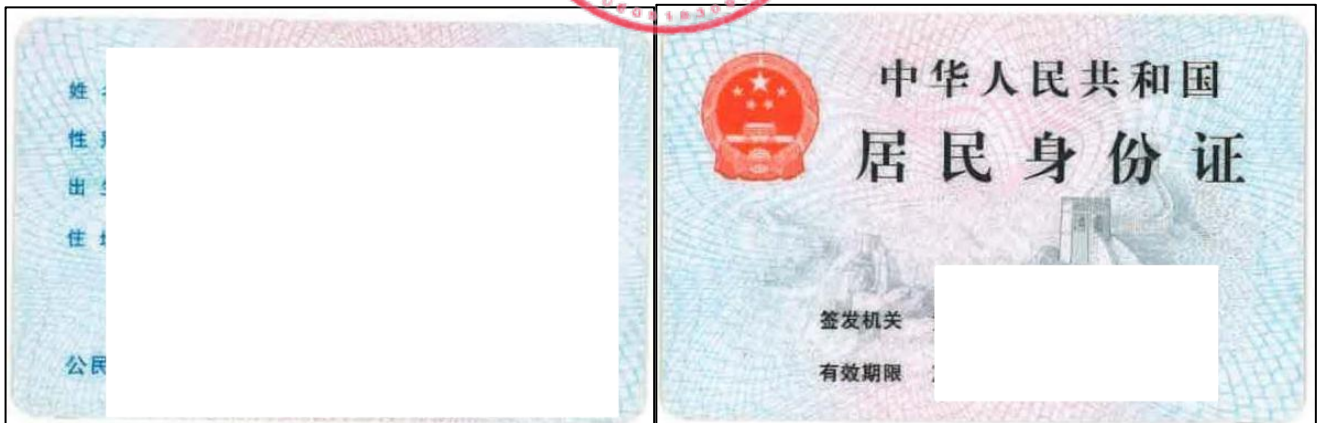 姓
性
出
住
公民
中华人民共和国
居民身份证
签发机关
有效期限